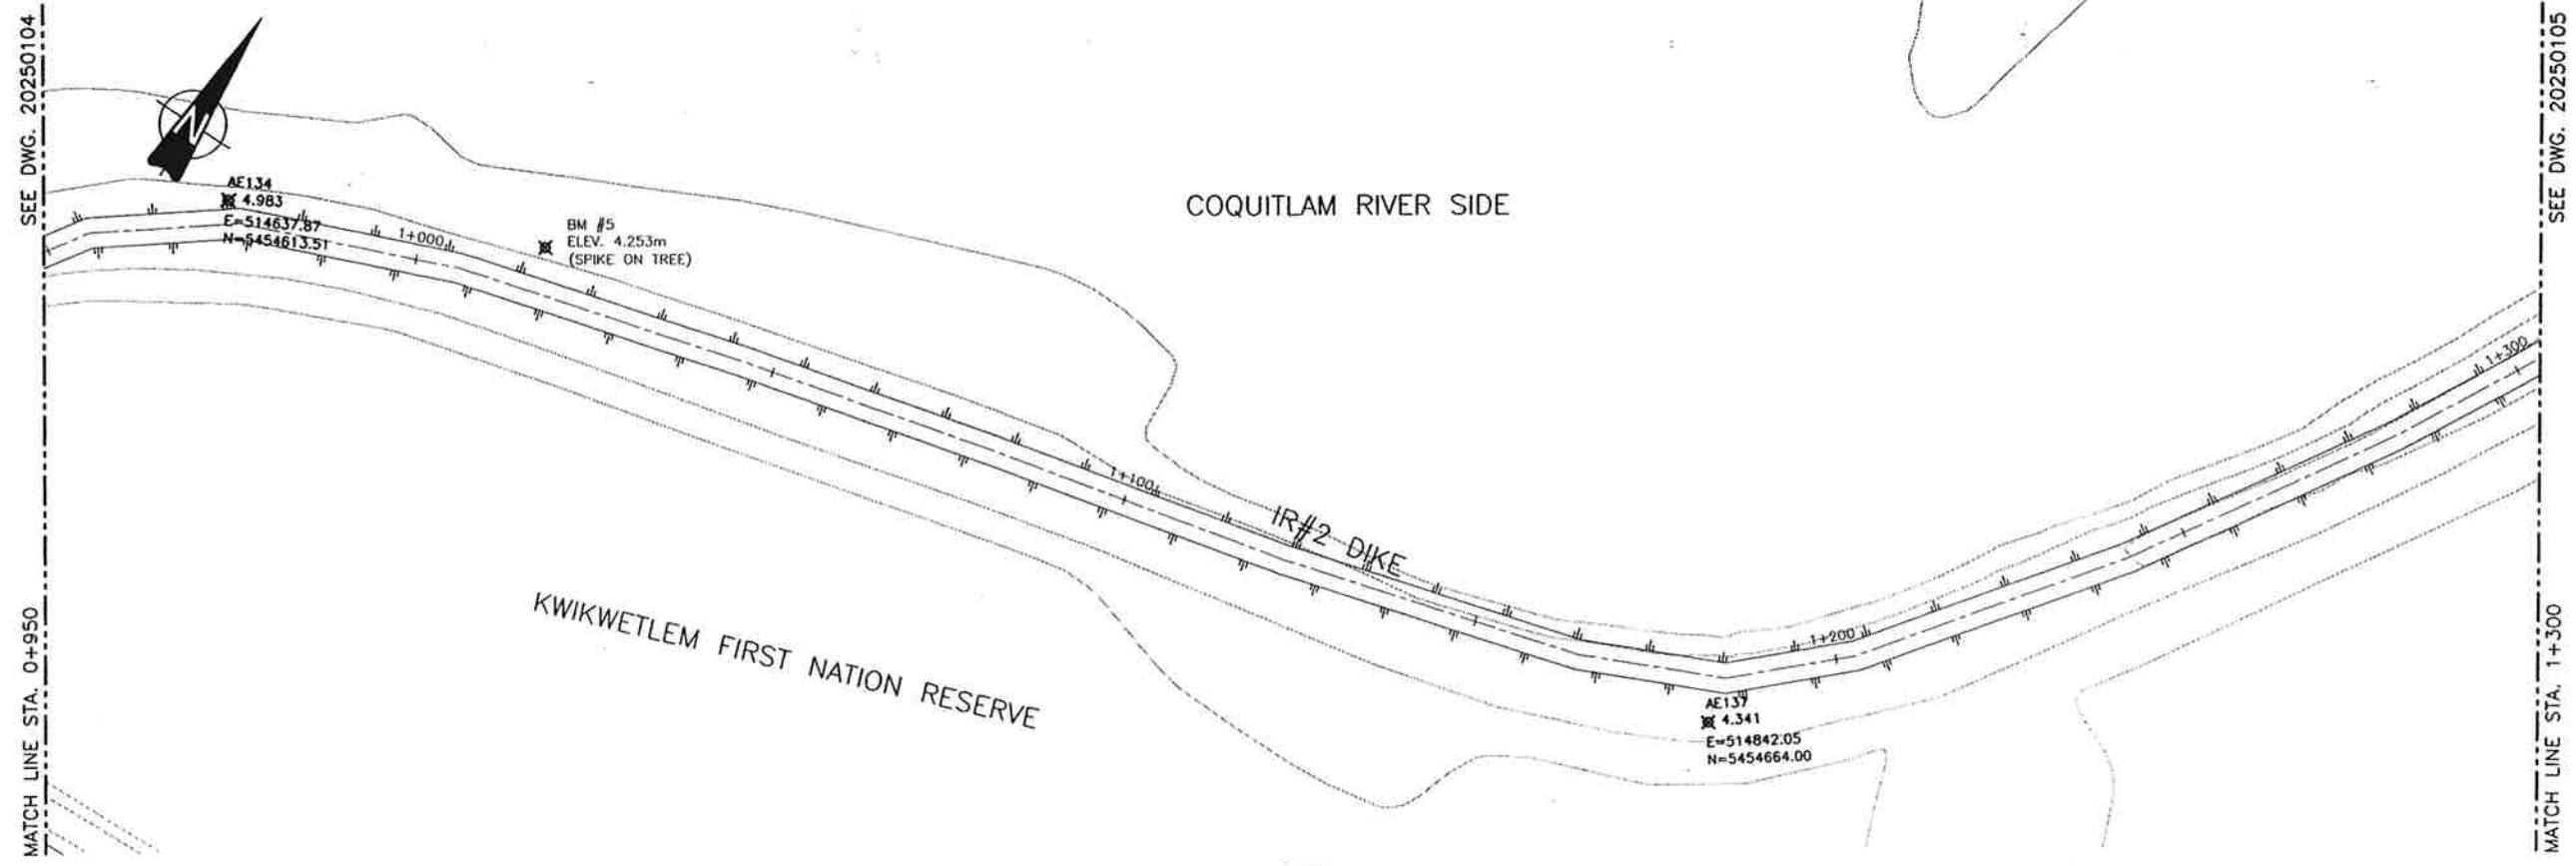 SEE DWG. 20250104
MATCH LINE STA. 0+950
N
AE134
4.983
E=514637.87
N=5454613.51
1+000
BM #5
ELEV. 4.253m
(SPIKE ON TREE)
COQUITLAM RIVER SIDE
1+100
IR#2 DIKE
KWIKWETLEM FIRST NATION RESERVE
1+200
AE137
4.341
E=514842.05
N=5454664.00
1+300
SEE DWG. 20250105
MATCH LINE STA. 1+300